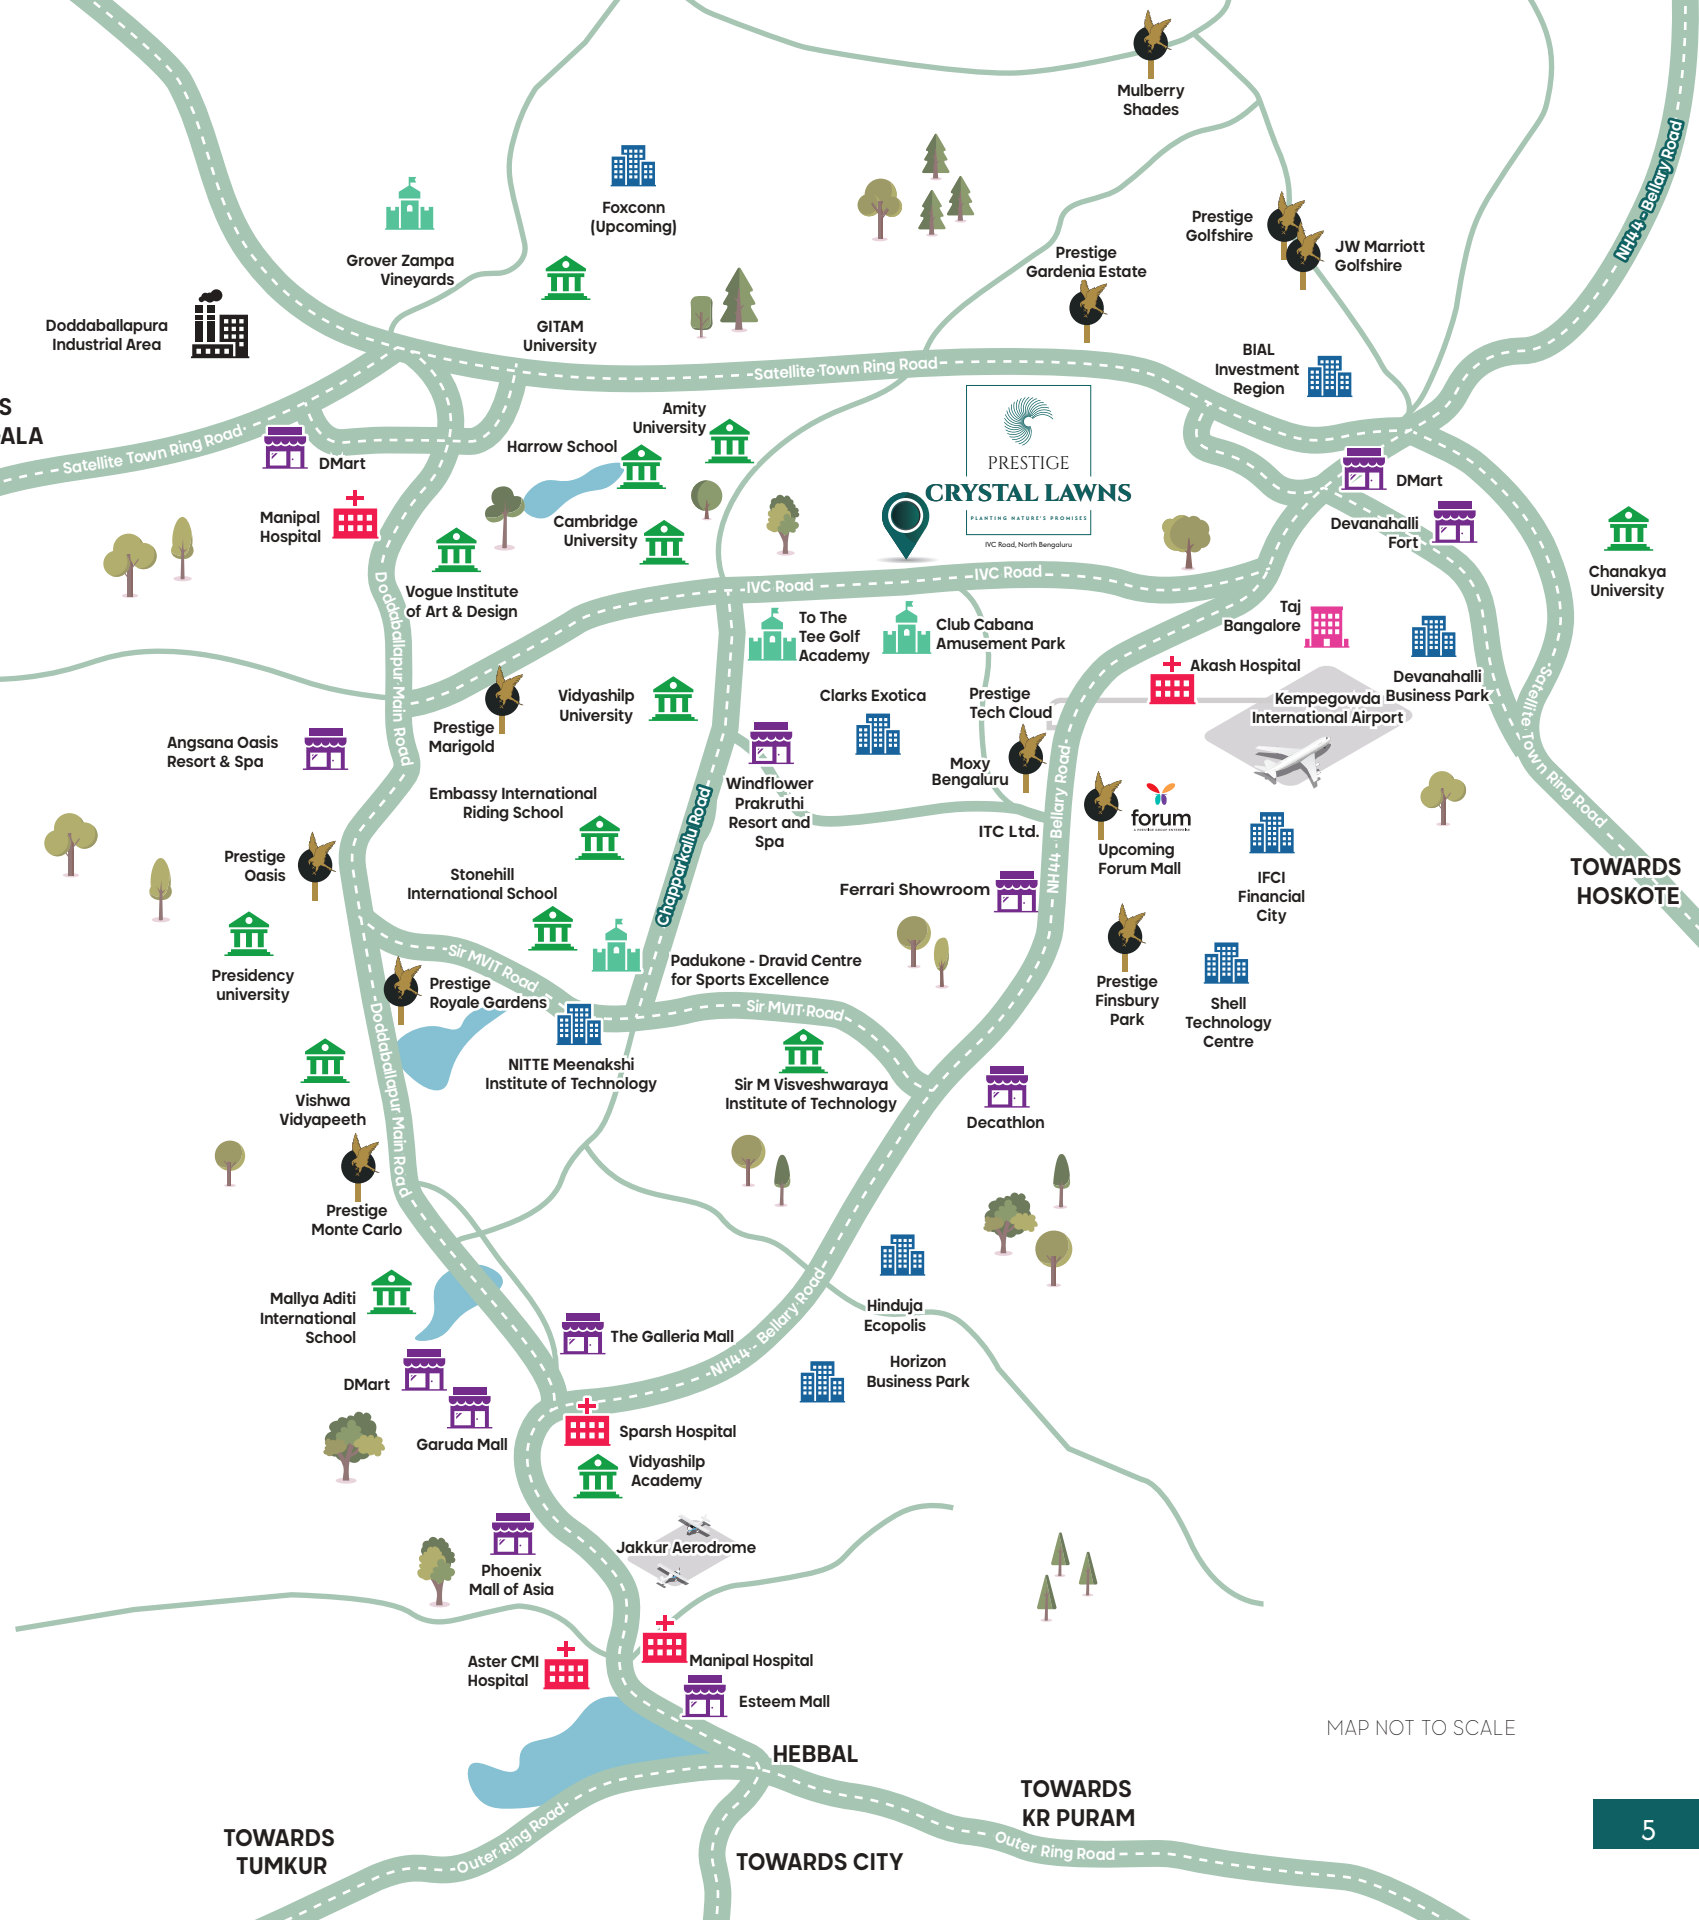 Mulberry
Shades
NH44 - Bellary Road
Foxconn
(Upcoming)
Prestige
Golfshire
JW Marriott
Golfshire
Grover Zampa
Vineyards
Prestige
Gardenia Estate
GITAM
University
Doddaballapura
Industrial Area
BIAL
Investment
Region
Satellite Town Ring Road
S
ALA
Satellite Town Ring Road
DMart
Harrow School
Amity
University
PRESTIGE
CRYSTAL LAWNS
PLANTING NATURE'S PROMISES
IVC Road, North Bengaluru
DMart
Manipal
Hospital
Cambridge
University
Devanahalli
Fort
Vogue Institute
of Art & Design
Chanakya
University
IVC Road
IVC Road
Doddaballapur Main Road
To The
Tee Golf
Academy
Club Cabana
Amusement Park
Taj
Bangalore
Akash Hospital
Devanahalli
Business Park
Kempegowda
International Airport
Satellite Town Ring Road
Prestige
Marigold
Vidyashilp
University
Clarks Exotica
Prestige
Tech Cloud
Angsana Oasis
Resort & Spa
Moxy
Bengaluru
Windflower
Prakruthi
Resort and
Spa
Embassy International
Riding School
Chapparkallu Road
NH44 - Bellary Road
ITC Ltd.
forum
Upcoming
Forum Mall
IFCI
Financial
City
TOWARDS
HOSKOTE
Prestige
Oasis
Stonehill
International School
Ferrari Showroom
Presidency
university
Sir MVIT Road
Padukone - Dravid Centre
for Sports Excellence
Prestige
Royale Gardens
Sir MVIT Road
Prestige
Finsbury
Park
Shell
Technology
Centre
Doddaballapur Main Road
NITTE Meenakshi
Institute of Technology
Sir M Visveshwaraya
Institute of Technology
Vishwa
Vidyapeeth
Decathlon
Prestige
Monte Carlo
Mallya Aditi
International
School
The Galleria Mall
NH44 - Bellary Road
Hinduja
Ecopolis
Horizon
Business Park
DMart
Garuda Mall
Sparsh Hospital
Vidyashilp
Academy
Jakkur Aerodrome
Phoenix
Mall of Asia
Aster CMI
Hospital
Manipal Hospital
Esteem Mall
MAP NOT TO SCALE
HEBBAL
TOWARDS
KR PURAM
Outer Ring Road
Outer Ring Road
TOWARDS
TUMKUR
TOWARDS CITY
5